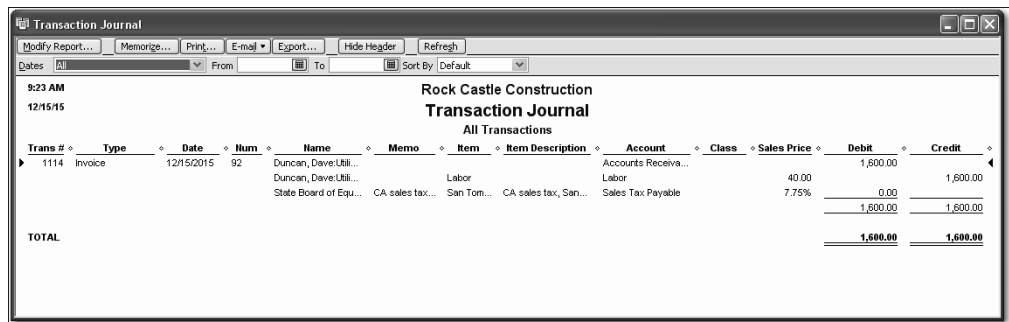 Transaction Journal
Modify Report... Memorize... Print... E-mail Export... Hide Header Refresh
Dates All From To Sort By Default
9:23 AM Rock Castle Construction
12/15/15 Transaction Journal
All Transactions
Trans # Type Date Num Name Memo Item Item Description Account Class Sales Price Debit Credit
1114 Invoice 12/15/2015 92 Duncan, Dave:Utili... Accounts Receiva... 1,600.00
Duncan, Dave:Utili... Labor Labor 40.00 1,600.00
State Board of Equ... CA sales tax... San Tom... CA sales tax, San... Sales Tax Payable 7.75% 0.00
1,600.00 1,600.00
TOTAL 1,600.00 1,600.00